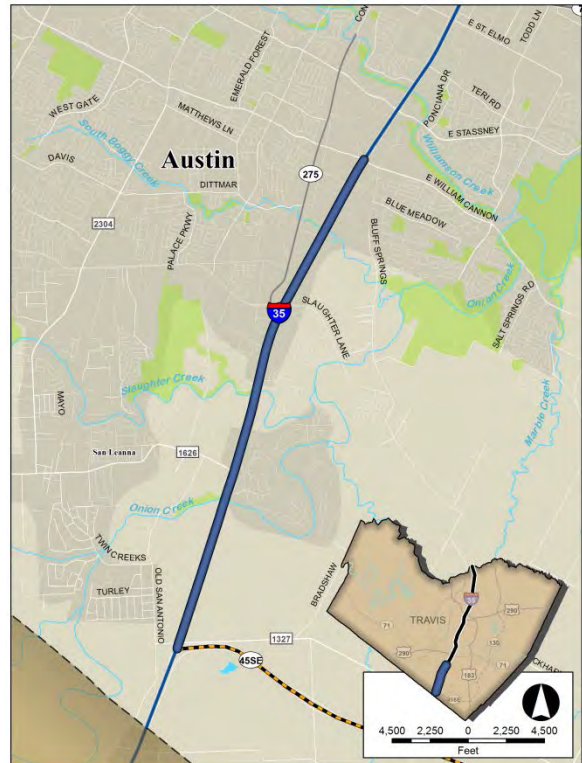 CON
E ST. ELMO
TODD LN
EMERALD FOREST
WEST GATE
MATTHEWS LN
PONCIANA DR
TERI RD
E STASSNEY
South Boggy Creek
Williamson Creek
DAVIS
Austin
DITTMAR
275
E WILLIAM CANNON
BLUE MEADOW
2304
PALACE PKWY
BLUFF SPRINGS
Onion Creek
SALT SPRINGS RD
35
SLAUGHTER LANE
MAYO
Slaughter Creek
Marble Creek
San Leanna
1626
Onion Creek
TWIN CREEKS
TURLEY
OLD SAN ANTONIO
BRADSHAW
1327
45SE
TRAVIS
290
71
130
290
71
183
4,500 2,250 0 2,250 4,500
Feet